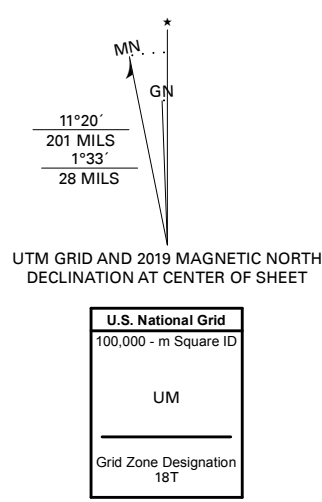 ★
MN
GN
11°20´
201 MILS
1°33´
28 MILS
UTM GRID AND 2019 MAGNETIC NORTH
DECLINATION AT CENTER OF SHEET
U.S. National Grid
100,000 - m Square ID
UM
Grid Zone Designation
18T